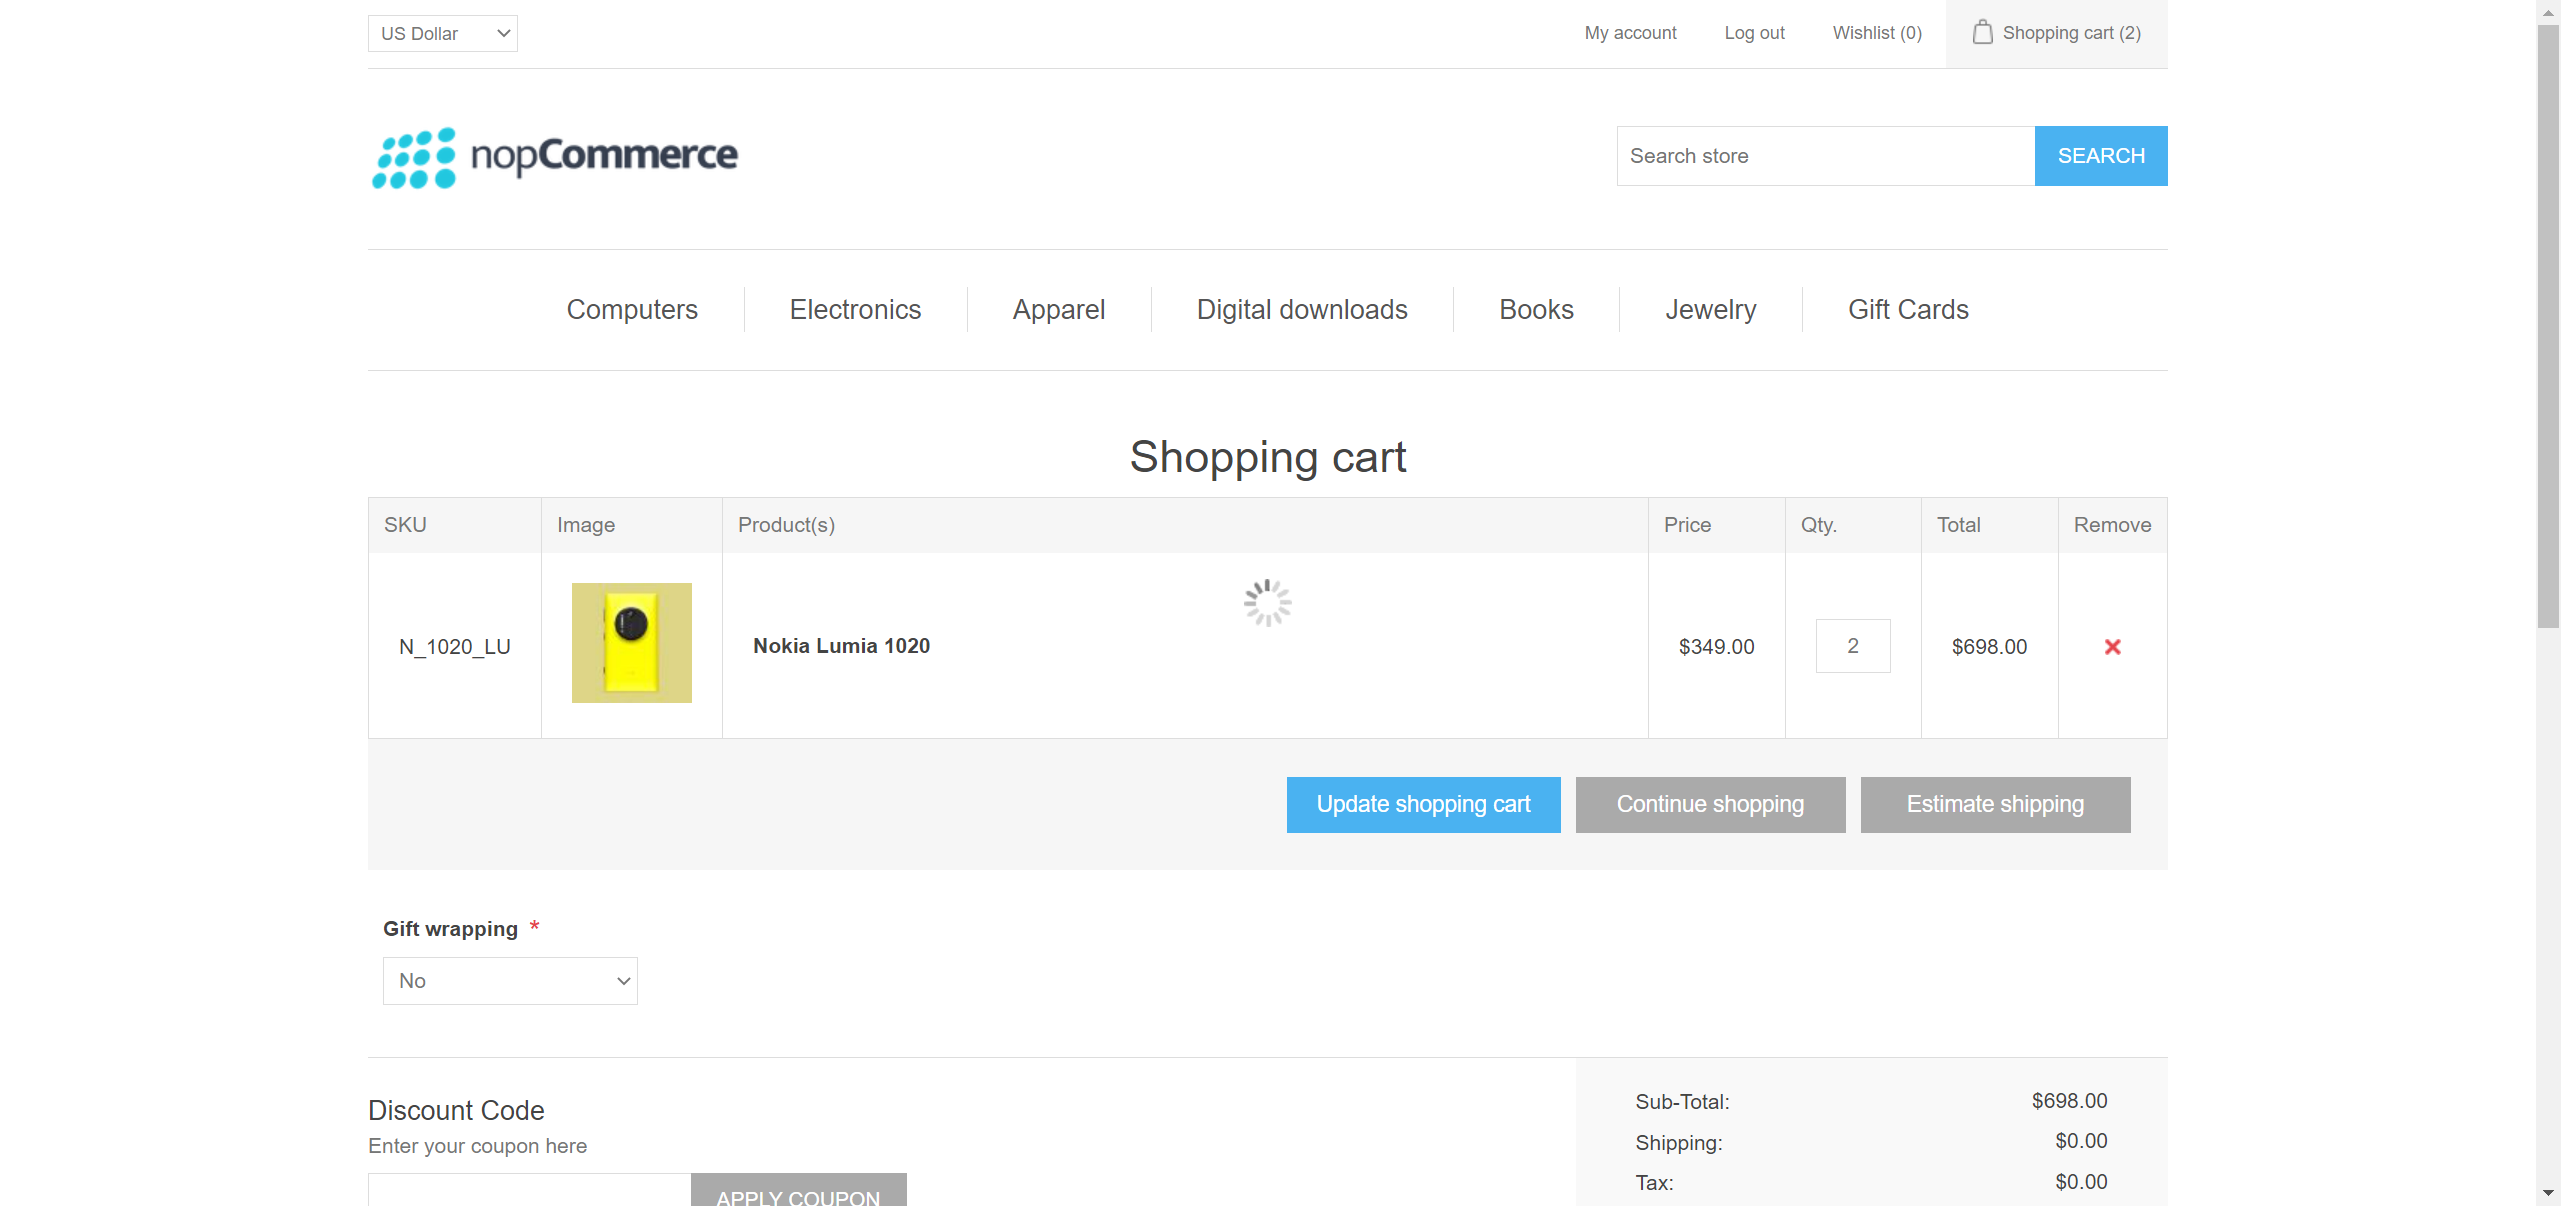 US Dollar
My account
Log out
Wishlist (0)
Shopping cart (2)
nopCommerce
Search store
SEARCH
Computers
Electronics
Apparel
Digital downloads
Books
Jewelry
Gift Cards
Shopping cart
SKU
Image
Product(s)
Price
Qty.
Total
Remove
N_1020_LU
Nokia Lumia 1020
$349.00
2
$698.00
Update shopping cart
Continue shopping
Estimate shipping
Gift wrapping *
No
Discount Code
Enter your coupon here
APPLY COUPON
Sub-Total: $698.00
Shipping: $0.00
Tax: $0.00